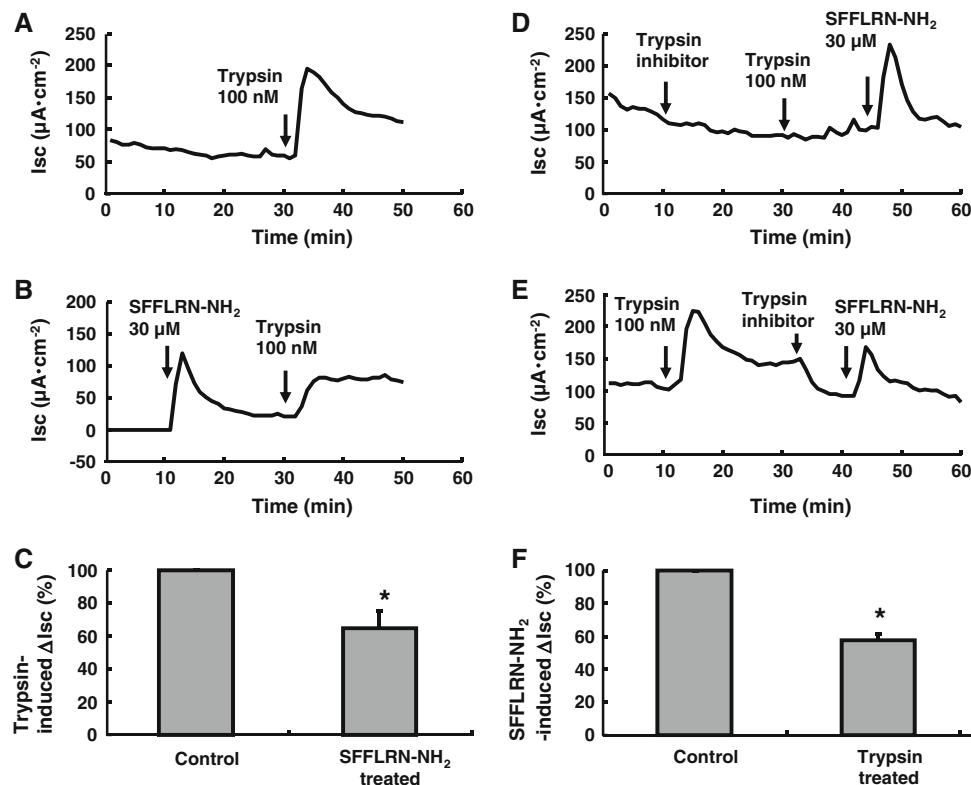 A
Isc (µA·cm-2)
250
200
150
100
50
0
Trypsin
100 nM
0 10 20 30 40 50 60
Time (min)
B
Isc (µA·cm-2)
200
150
100
50
0
-50
SFFLRN-NH2
30 µM
Trypsin
100 nM
0 10 20 30 40 50 60
Time (min)
C
Trypsin-
induced ΔIsc (%)
100
80
60
40
20
0
*
Control
SFFLRN-NH2
treated
D
Isc (µA·cm-2)
250
200
150
100
50
0
Trypsin
inhibitor
Trypsin
100 nM
SFFLRN-NH2
30 µM
0 10 20 30 40 50 60
Time (min)
E
Isc (µA·cm-2)
250
200
150
100
50
0
Trypsin
100 nM
Trypsin
inhibitor
SFFLRN-NH2
30 µM
0 10 20 30 40 50 60
Time (min)
F
SFFLRN-NH2
-induced ΔIsc (%)
100
80
60
40
20
0
*
Control
Trypsin
treated